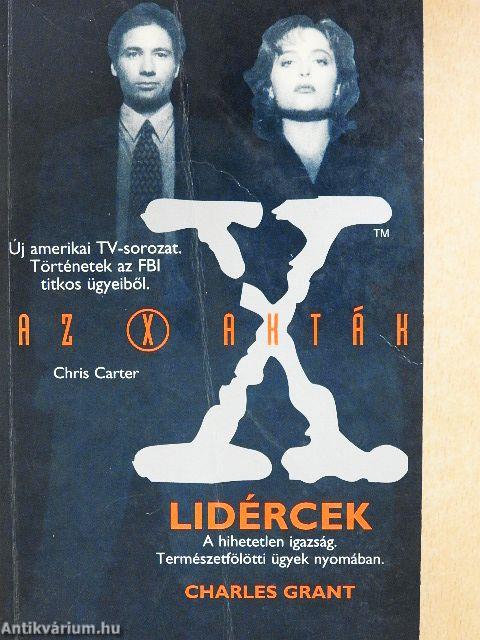 Új amerikai TV-sorozat.
Történetek az FBI
titkos ügyeiből.
X
TM
AZ X AKTÁK
Chris Carter
LIDÉRCEK
A hihetetlen igazság.
Természetfölötti ügyek nyomában.
CHARLES GRANT
Antikvárium.hu